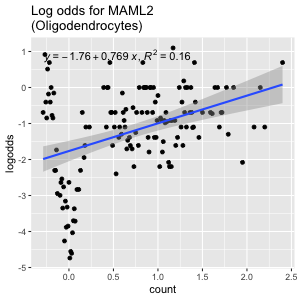 Log odds for MAML2
(Oligodendrocytes)
y = −1.76 + 0.769 x, R² = 0.16
logodds
1
0
-1
-2
-3
-4
-5
0.0 0.5 1.0 1.5 2.0 2.5
count